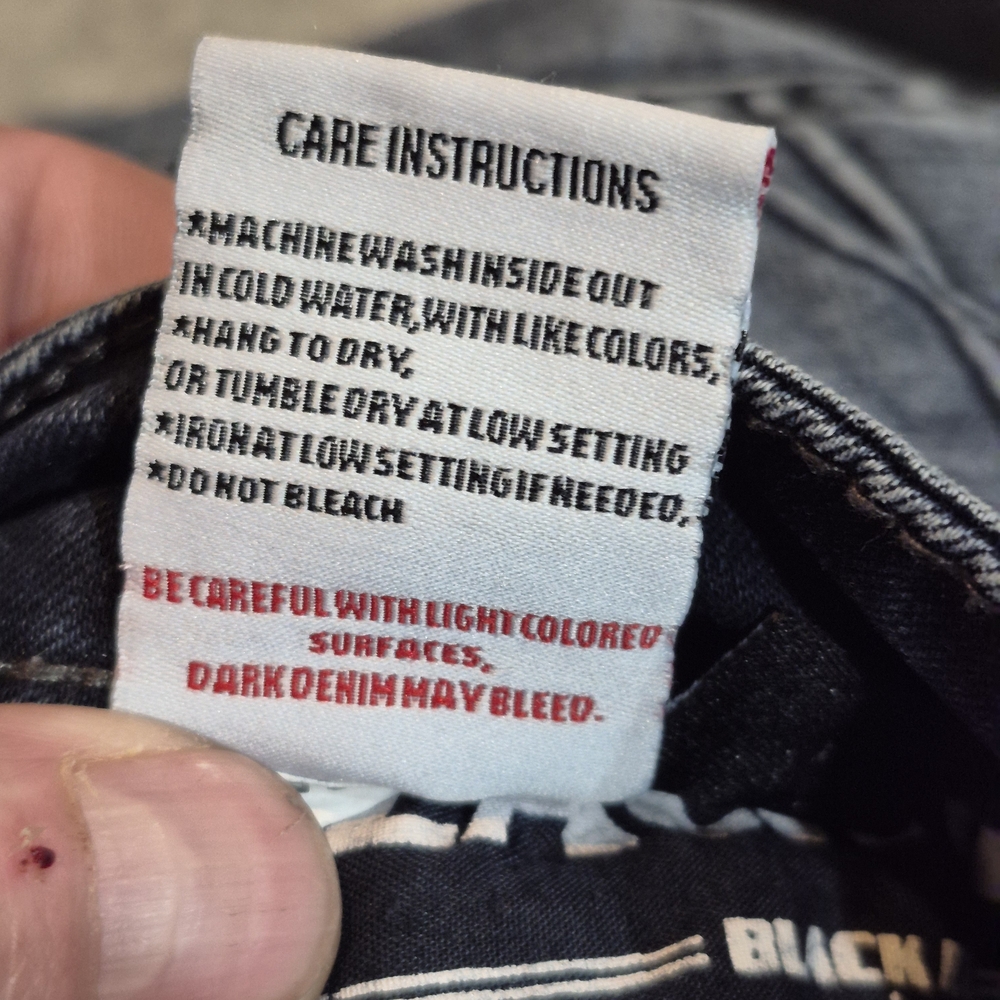 CARE INSTRUCTIONS
*MACHINE WASH INSIDE OUT
IN COLD WATER, WITH LIKE COLORS,
*HANG TO DRY,
OR TUMBLE DRY AT LOW SETTING
*IRON AT LOW SETTING IF NEEDED,
*DO NOT BLEACH
BE CAREFUL WITH LIGHT COLORED
SURFACES,
DARK DENIM MAY BLEED.
BLACK